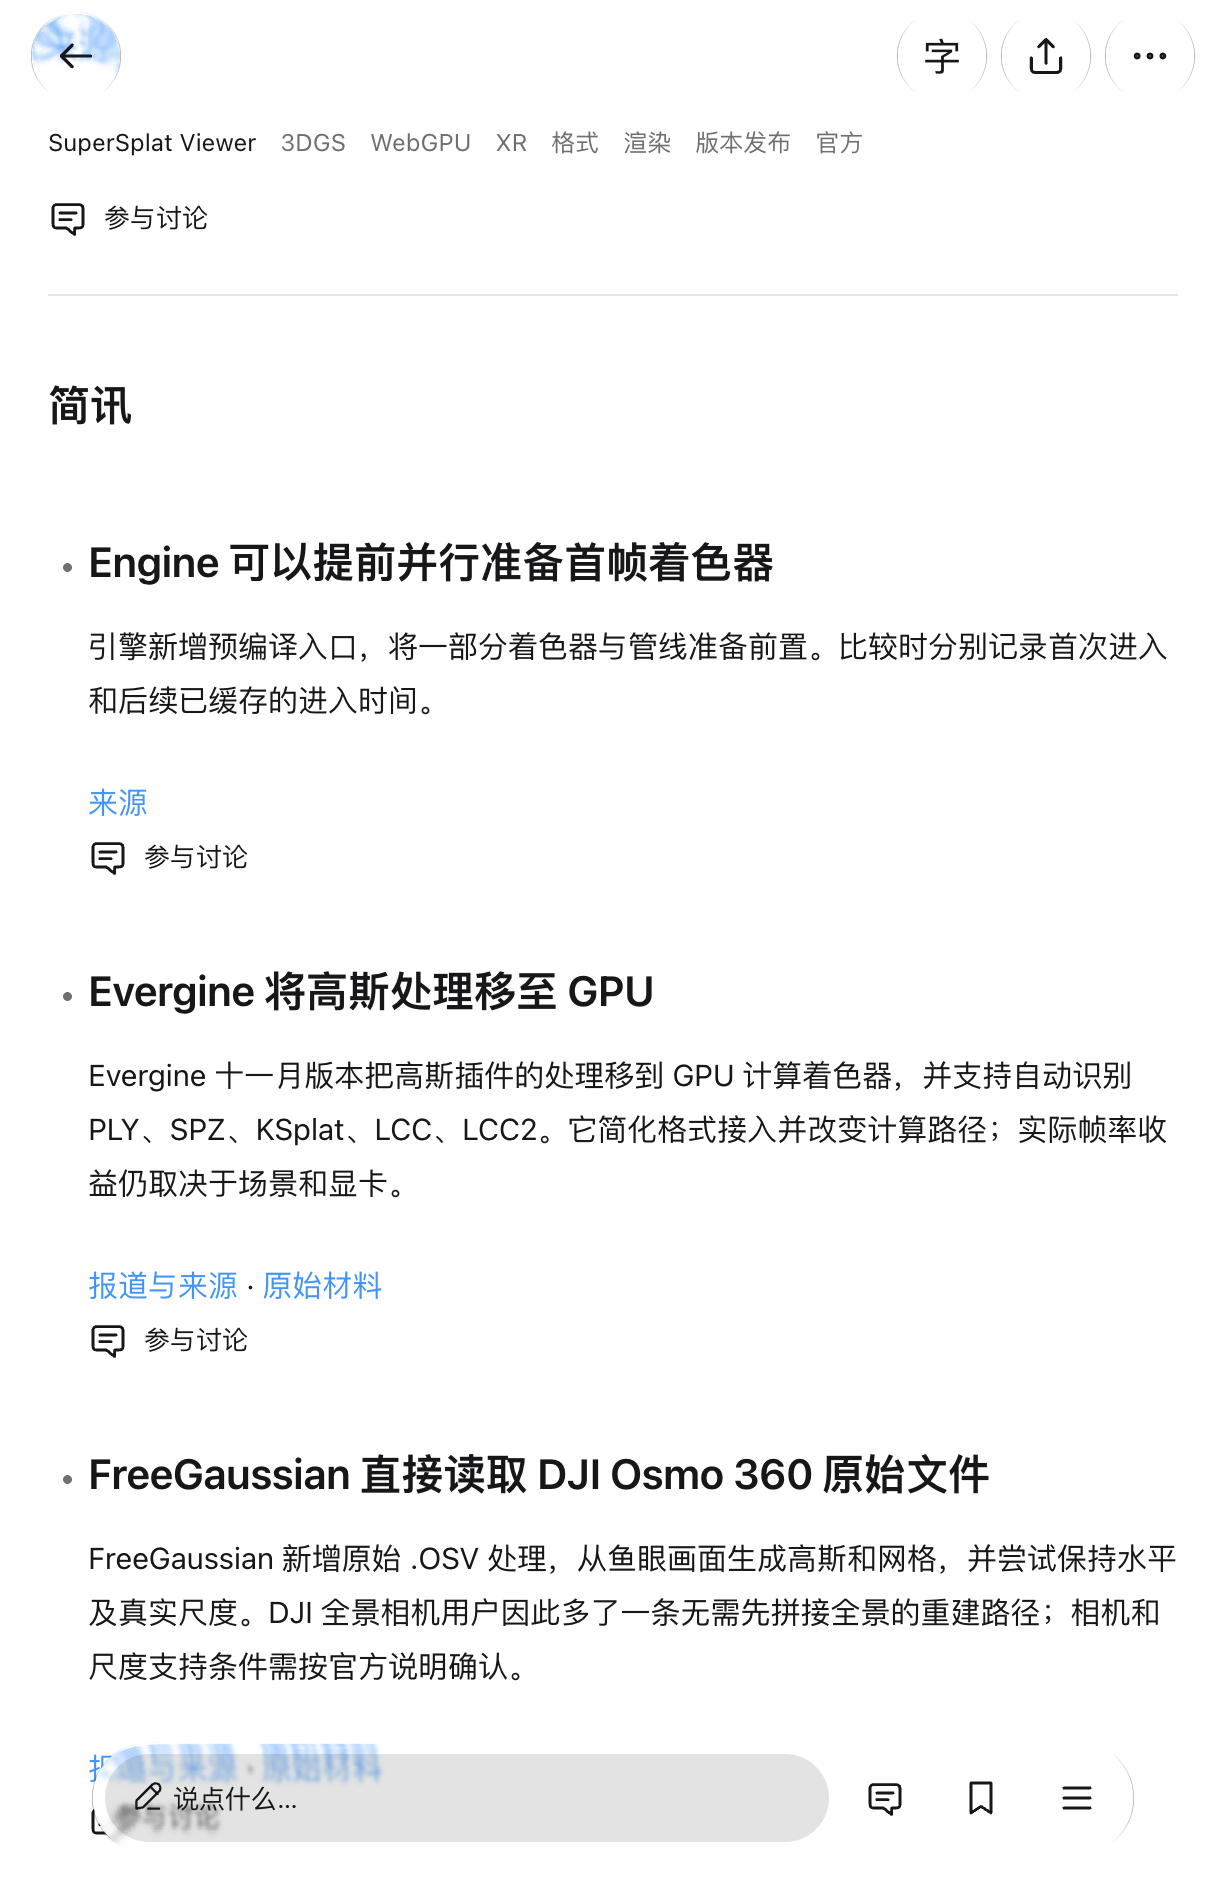 字
SuperSplat Viewer 3DGS WebGPU XR 格式 渲染 版本发布 官方
参与讨论
简讯
Engine 可以提前并行准备首帧着色器
引擎新增预编译入口，将一部分着色器与管线准备前置。比较时分别记录首次进入
和后续已缓存的进入时间。
来源
参与讨论
Evergine 将高斯处理移至 GPU
Evergine 十一月版本把高斯插件的处理移到 GPU 计算着色器，并支持自动识别
PLY、SPZ、KSplat、LCC、LCC2。它简化格式接入并改变计算路径；实际帧率收
益仍取决于场景和显卡。
报道与来源 · 原始材料
参与讨论
FreeGaussian 直接读取 DJI Osmo 360 原始文件
FreeGaussian 新增原始 .OSV 处理，从鱼眼画面生成高斯和网格，并尝试保持水平
及真实尺度。DJI 全景相机用户因此多了一条无需先拼接全景的重建路径；相机和
尺度支持条件需按官方说明确认。
报道与来源 · 原始材料
说点什么...
参与讨论